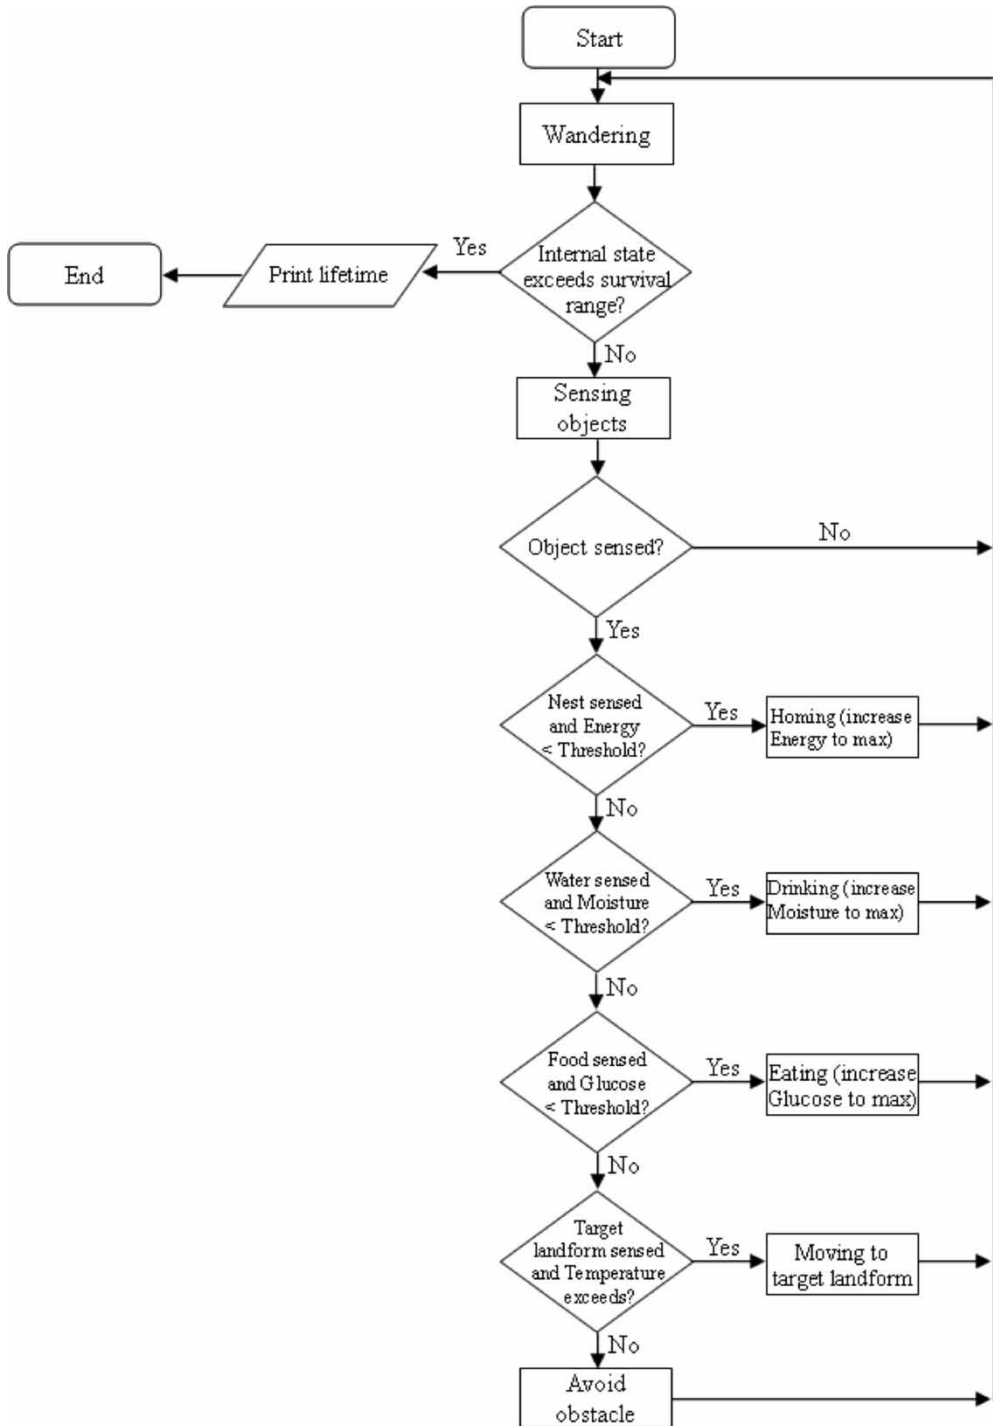 Start
Wandering
Yes
Internal state
exceeds survival
range?
Print lifetime
End
No
Sensing
objects
Object sensed?
No
Yes
Nest sensed
and Energy
< Threshold?
Yes
Homing (increase
Energy to max)
No
Water sensed
and Moisture
< Threshold?
Yes
Drinking (increase
Moisture to max)
No
Food sensed
and Glucose
< Threshold?
Yes
Eating (increase
Glucose to max)
No
Target
landform sensed
and Temperature
exceeds?
Yes
Moving to
target landform
No
Avoid
obstacle